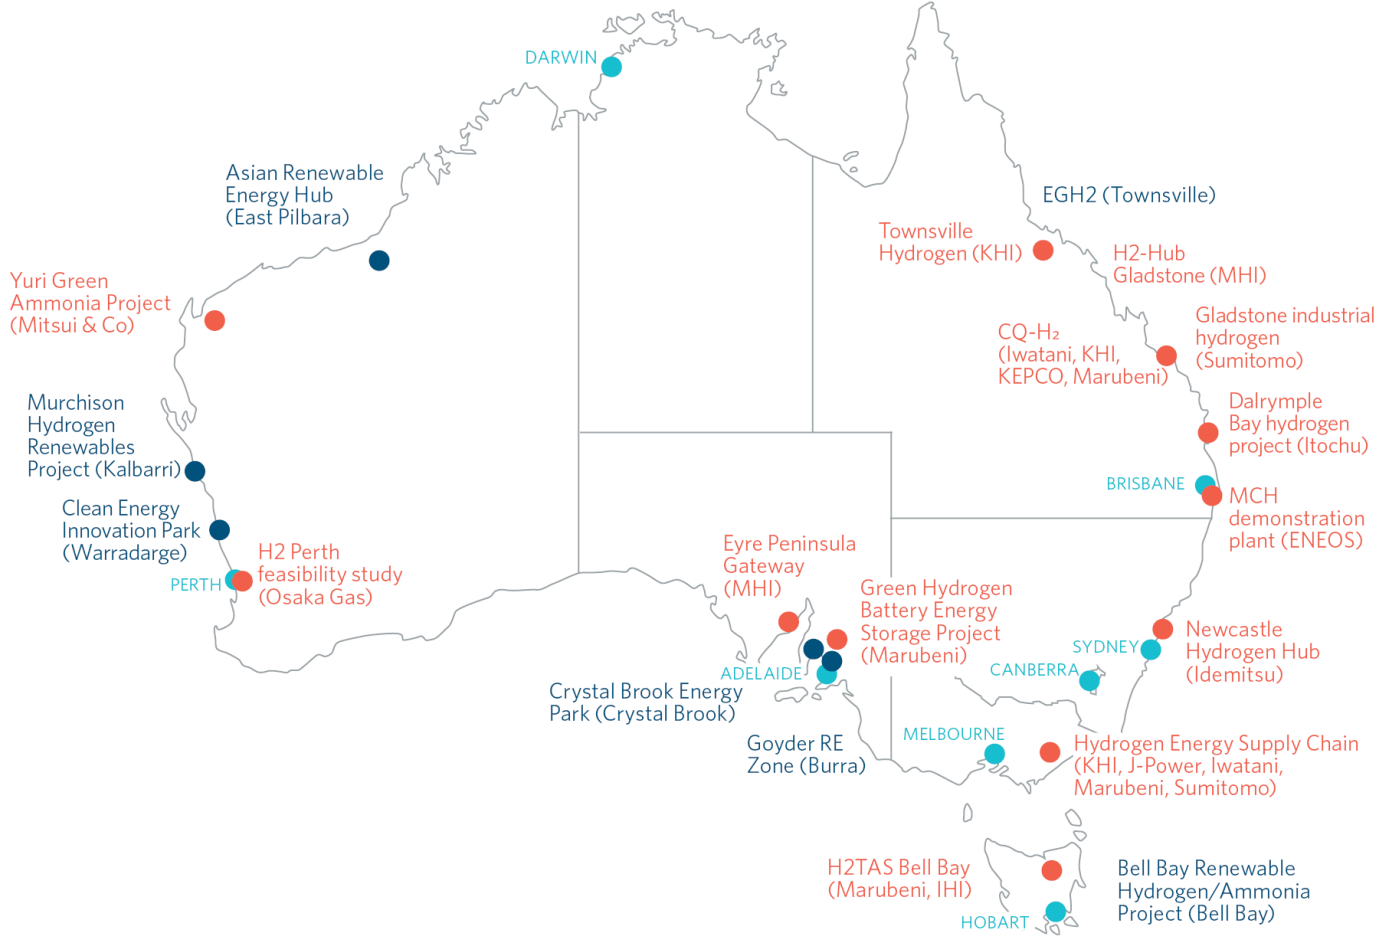 DARWIN
Asian Renewable
Energy Hub
(East Pilbara)
EGH2 (Townsville)
Townsville
Hydrogen (KHI)
H2-Hub
Gladstone (MHI)
Yuri Green
Ammonia Project
(Mitsui & Co)
Gladstone industrial
hydrogen
(Sumitomo)
CQ-H₂
(Iwatani, KHI,
KEPCO, Marubeni)
Murchison
Hydrogen
Renewables
Project (Kalbarri)
Dalrymple
Bay hydrogen
project (Itochu)
BRISBANE
MCH
demonstration
plant (ENEOS)
Clean Energy
Innovation Park
(Warradarge)
PERTH
H2 Perth
feasibility study
(Osaka Gas)
Eyre Peninsula
Gateway
(MHI)
Green Hydrogen
Battery Energy
Storage Project
(Marubeni)
Newcastle
Hydrogen Hub
(Idemitsu)
SYDNEY
CANBERRA
ADELAIDE
Crystal Brook Energy
Park (Crystal Brook)
Goyder RE
Zone (Burra)
MELBOURNE
Hydrogen Energy Supply Chain
(KHI, J-Power, Iwatani,
Marubeni, Sumitomo)
H2TAS Bell Bay
(Marubeni, IHI)
Bell Bay Renewable
Hydrogen/Ammonia
Project (Bell Bay)
HOBART